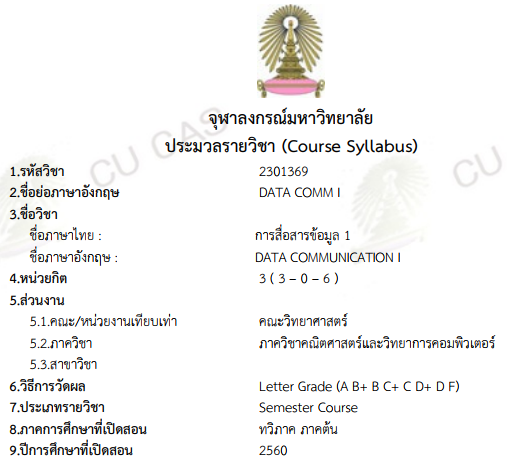 จุฬาลงกรณ์มหาวิทยาลัย
ประมวลรายวิชา (Course Syllabus)
CU CAS
CU
1.รหัสวิชา 2301369
2.ชื่อย่อภาษาอังกฤษ DATA COMM I
3.ชื่อวิชา
ชื่อภาษาไทย : การสื่อสารข้อมูล 1
ชื่อภาษาอังกฤษ : DATA COMMUNICATION I
4.หน่วยกิต 3 ( 3 – 0 – 6 )
5.ส่วนงาน
5.1.คณะ/หน่วยงานเทียบเท่า คณะวิทยาศาสตร์
5.2.ภาควิชา ภาควิชาคณิตศาสตร์และวิทยาการคอมพิวเตอร์
5.3.สาขาวิชา
6.วิธีการวัดผล Letter Grade (A B+ B C+ C D+ D F)
7.ประเภทรายวิชา Semester Course
8.ภาคการศึกษาที่เปิดสอน ทวิภาค ภาคต้น
9.ปีการศึกษาที่เปิดสอน 2560